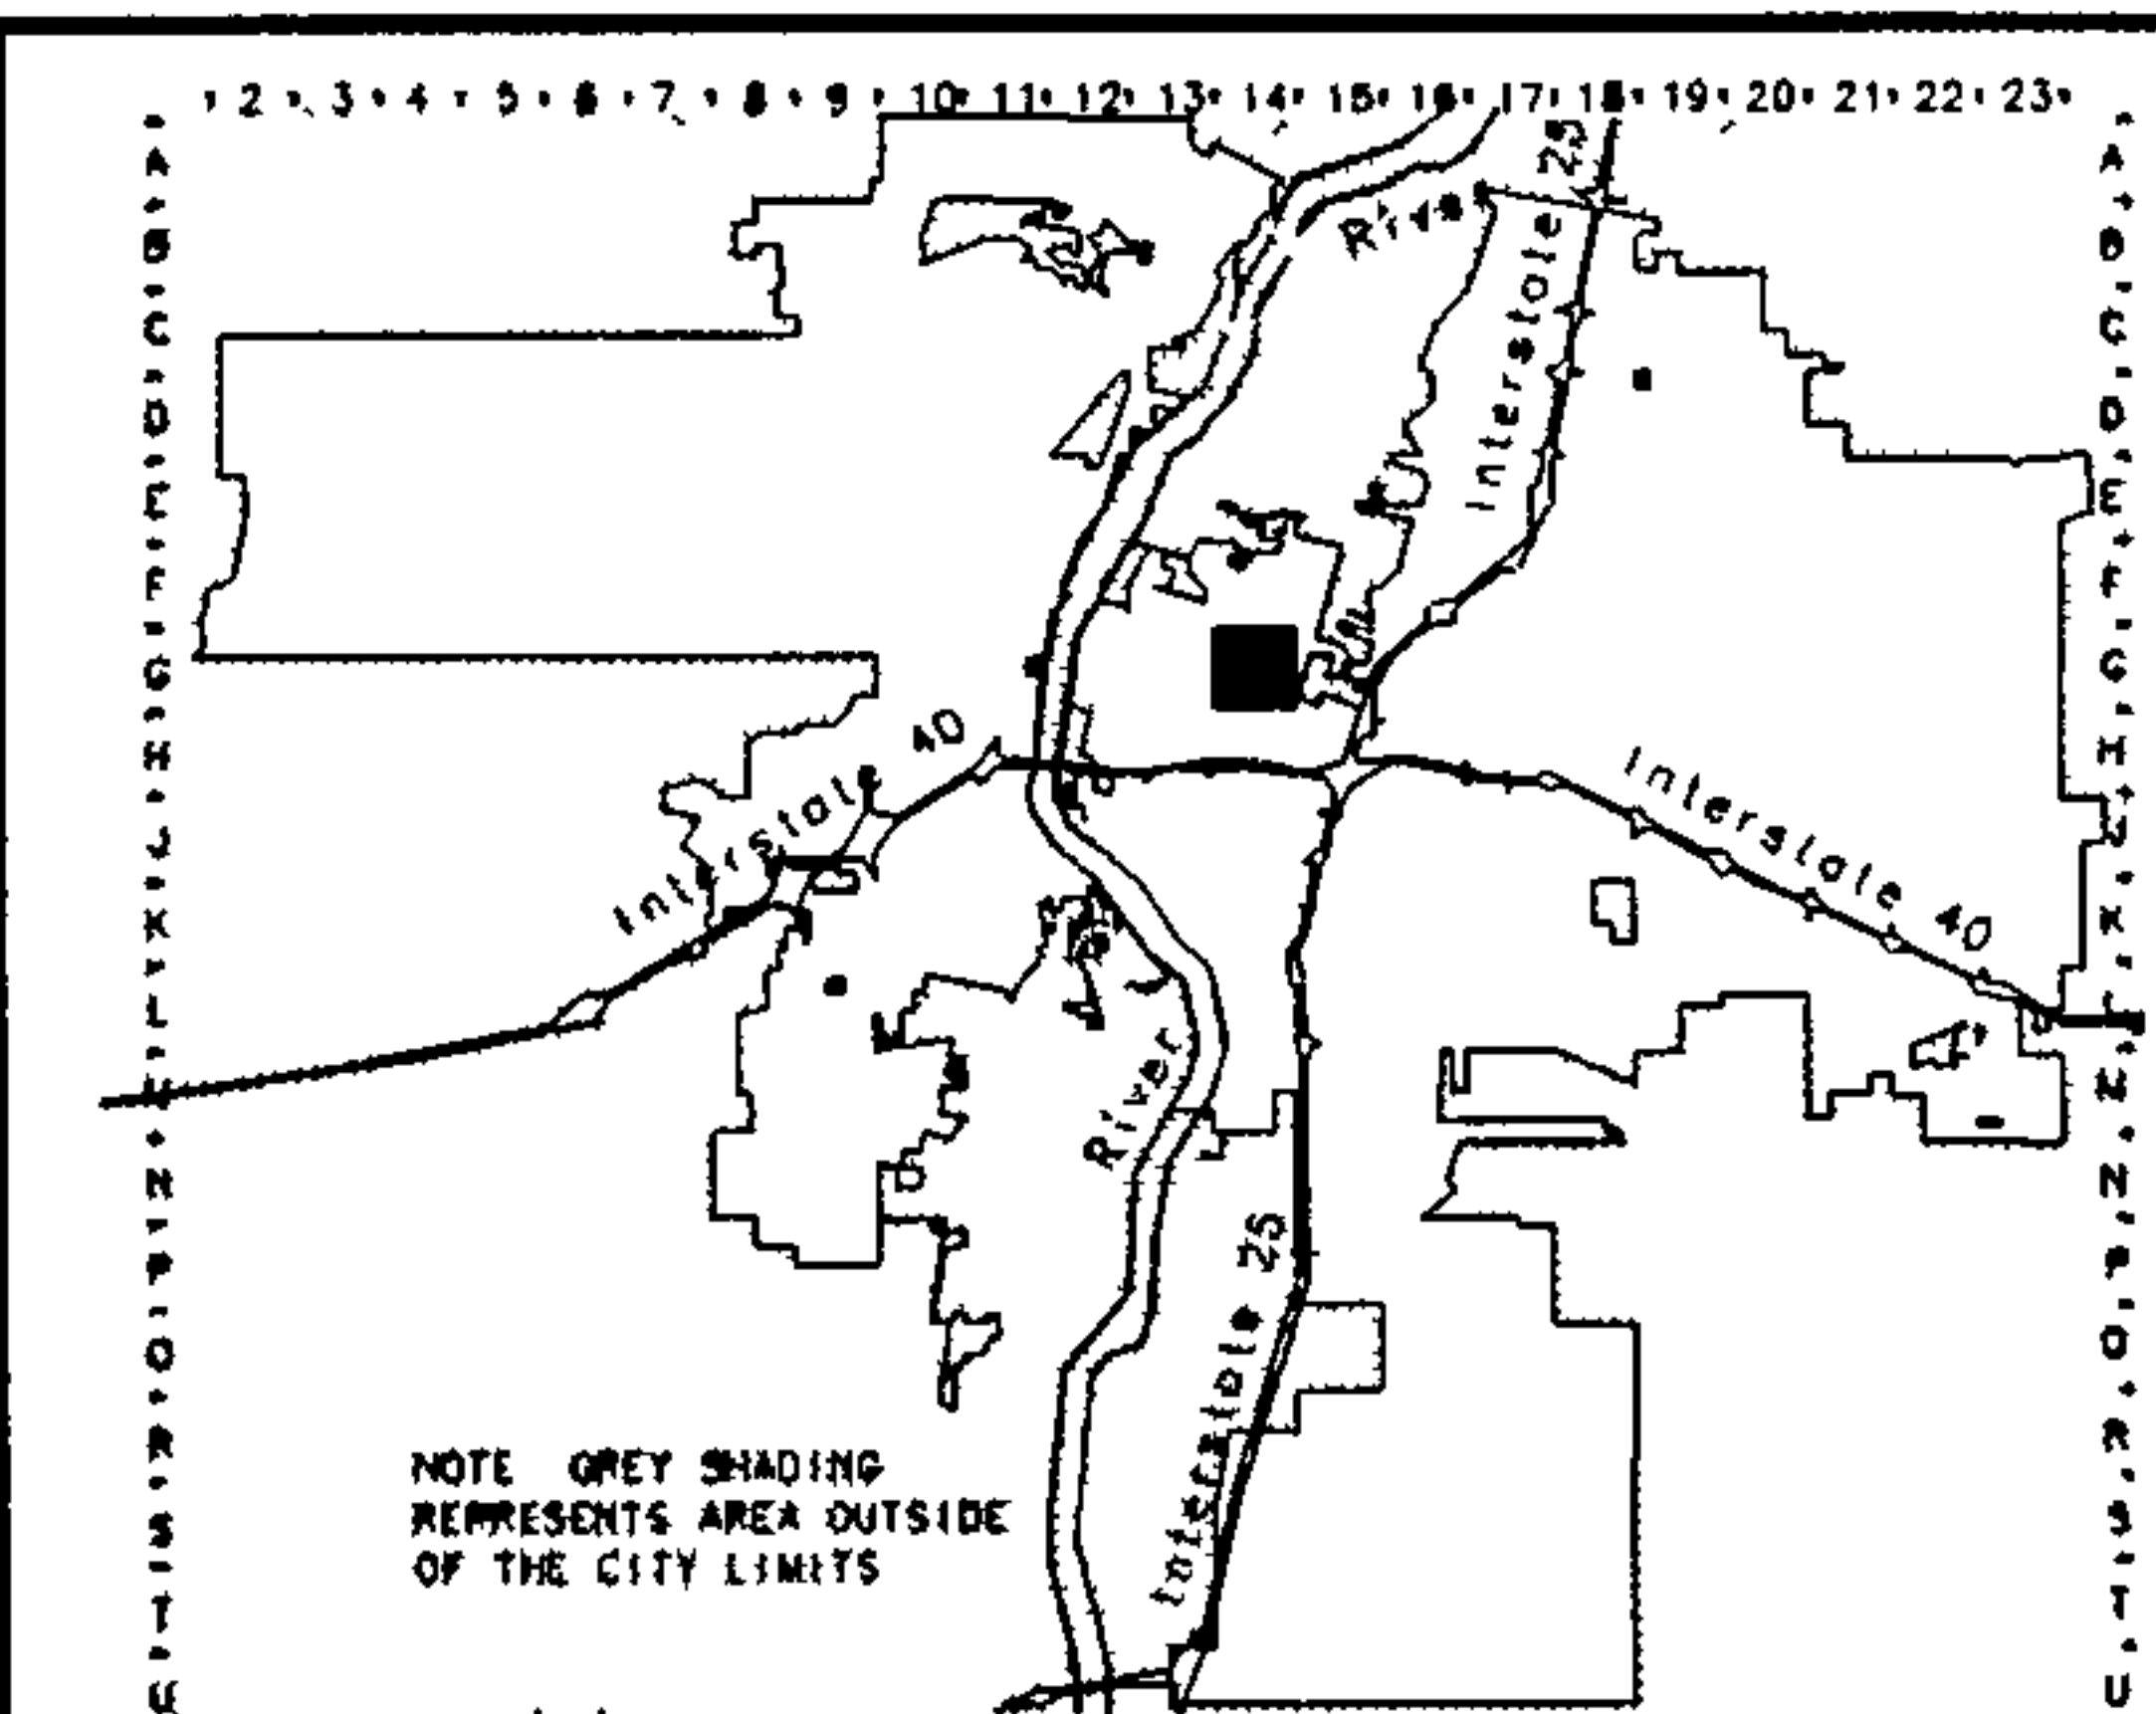 2 · 3 · 4 · 5 · 6 · 7 · 8 · 9 · 10 · 11 · 12 · 13 · 14 · 15 · 16 · 17 · 18 · 19 · 20 · 21 · 22 · 23
A A
B B
C C
D D
E E
F F
G G
H H
J J
K K
L L
M M
N N
P P
Q Q
R R
S S
T T
U U
River
Interstate 25
Interstate 40
Interstate 40
River
Interstate 25
NOTE GREY SHADING
REPRESENTS AREA OUTSIDE
OF THE CITY LIMITS